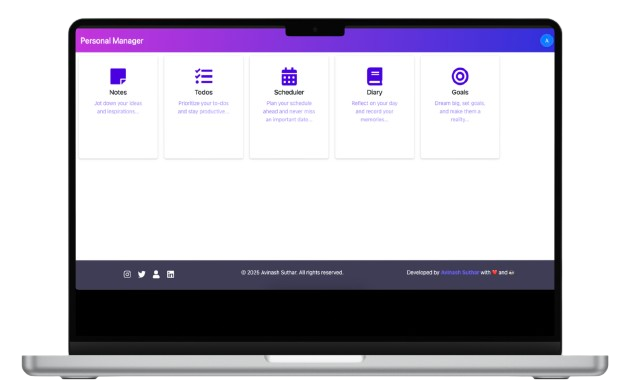 Personal Manager
A
Notes
Jot down your ideas
and inspirations...
Todos
Prioritize your to-dos
and stay productive...
Scheduler
Plan your schedule
ahead and never miss
an important date...
Diary
Reflect on your day
and record your
memories...
Goals
Dream big, set goals,
and make them a
reality...
© 2025 Avinash Suthar. All rights reserved.
Developed by Avinash Suthar with ❤️ and ☕